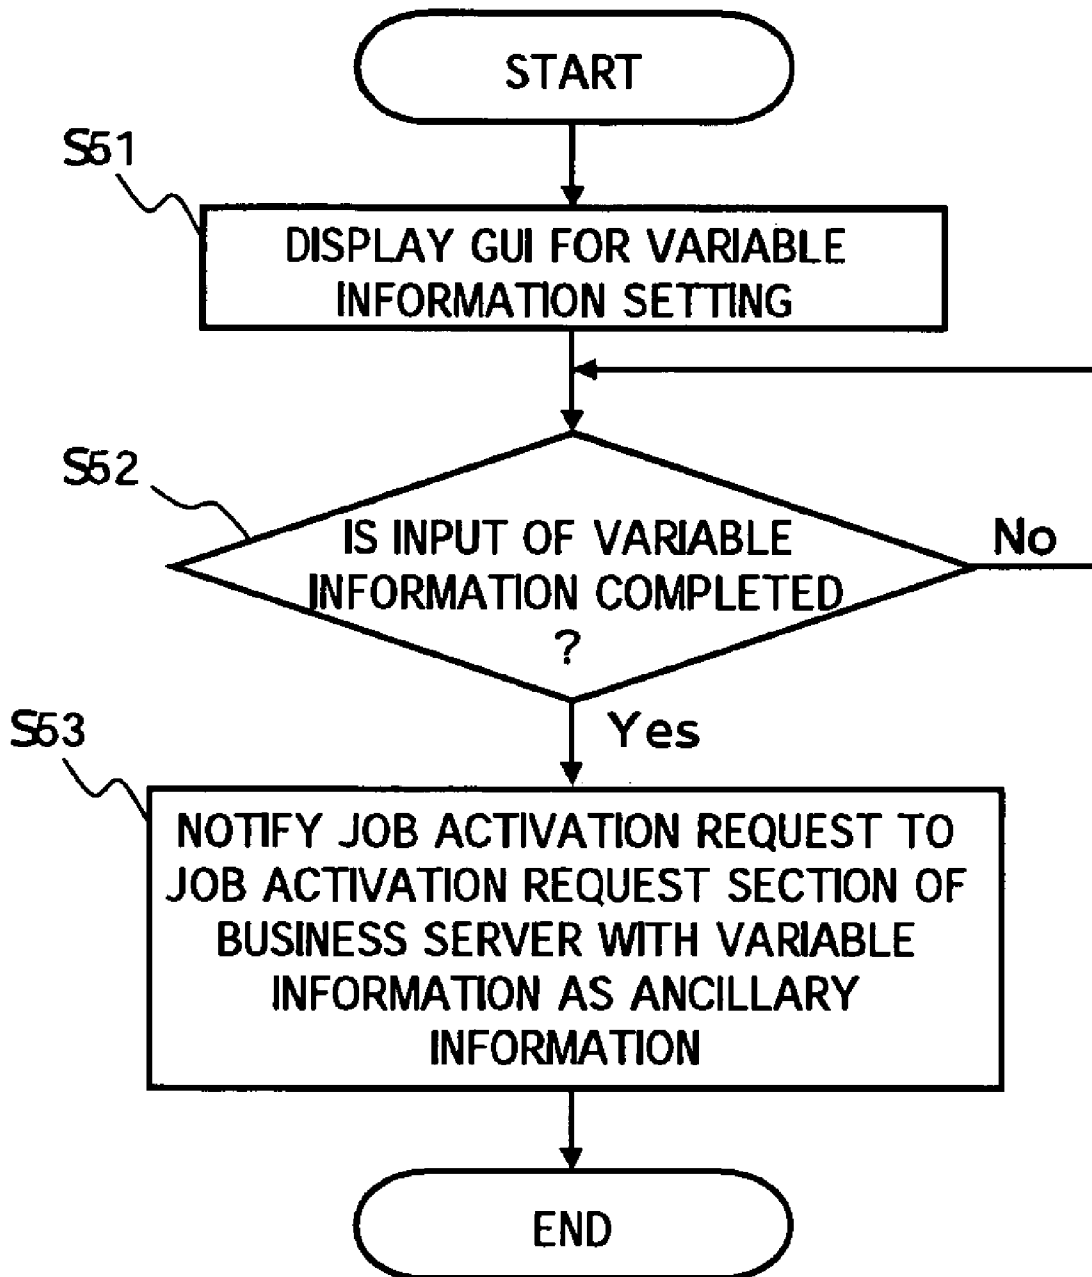 START
S51
DISPLAY GUI FOR VARIABLE
INFORMATION SETTING
S52
IS INPUT OF VARIABLE
INFORMATION COMPLETED
?
No
Yes
S53
NOTIFY JOB ACTIVATION REQUEST TO
JOB ACTIVATION REQUEST SECTION OF
BUSINESS SERVER WITH VARIABLE
INFORMATION AS ANCILLARY
INFORMATION
END